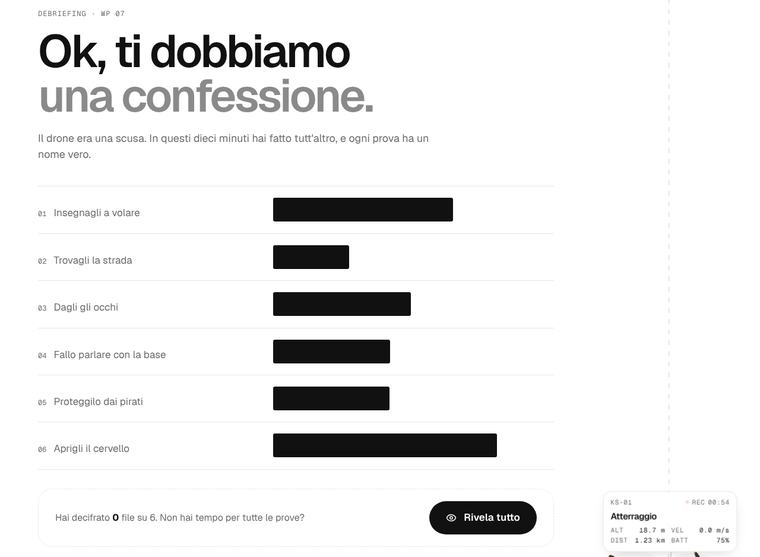 DEBRIEFING · WP 07
Ok, ti dobbiamo
una confessione.
Il drone era una scusa. In questi dieci minuti hai fatto tutt'altro, e ogni prova ha un
nome vero.
01 Insegnagli a volare
02 Trovagli la strada
03 Dagli gli occhi
04 Fallo parlare con la base
05 Proteggilo dai pirati
06 Aprigli il cervello
Hai decifrato 0 file su 6. Non hai tempo per tutte le prove?
Rivela tutto
KS-01 REC 00:54
Atterraggio
ALT 18.7 m VEL 0.0 m/s
DIST 1.23 km BATT 75%